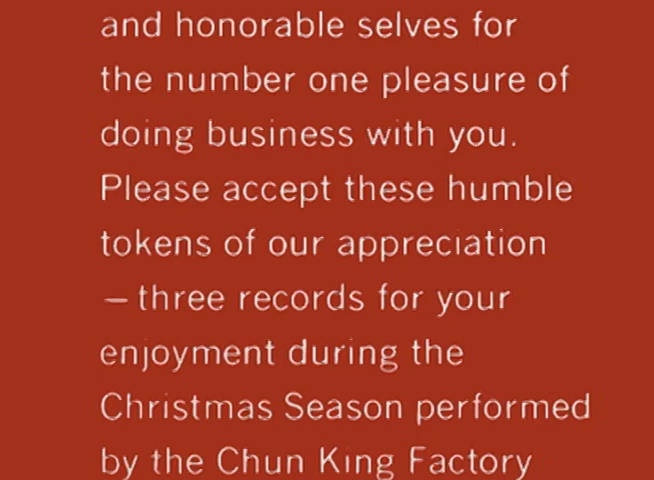 and honorable selves for
the number one pleasure of
doing business with you.
Please accept these humble
tokens of our appreciation
– three records for your
enjoyment during the
Christmas Season performed
by the Chun King Factory